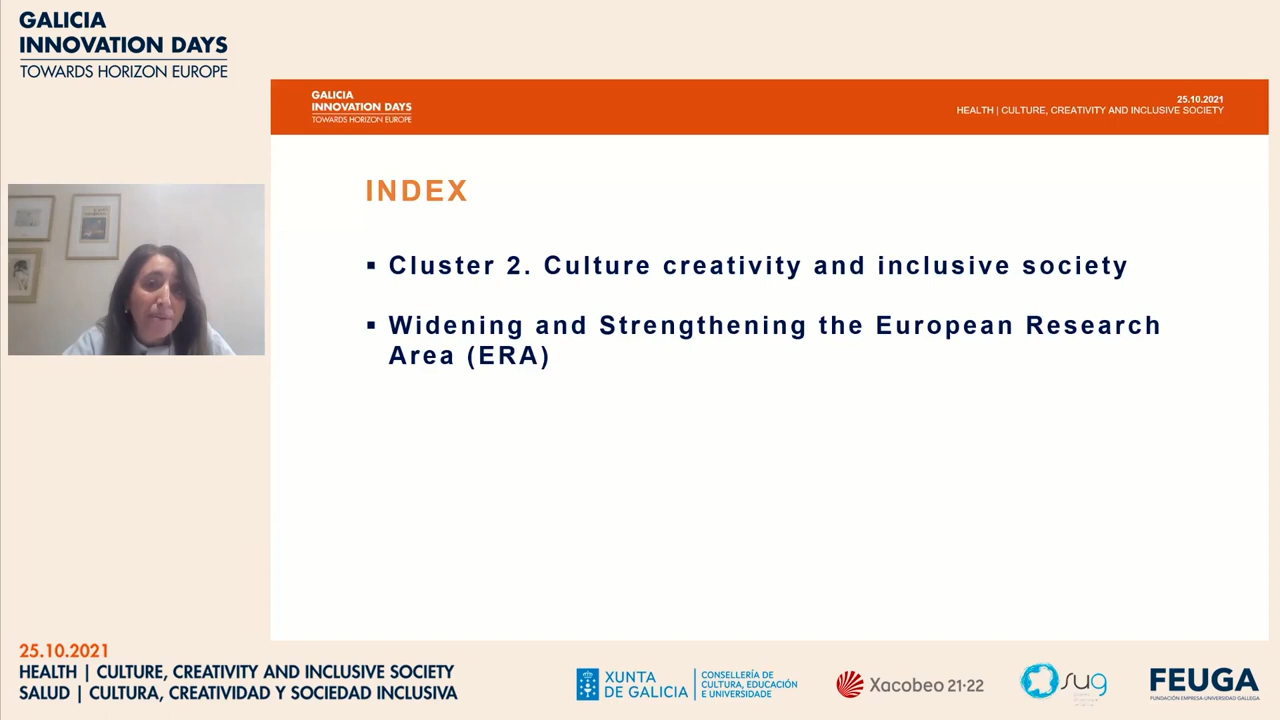 GALICIA
INNOVATION DAYS
TOWARDS HORIZON EUROPE
GALICIA
INNOVATION DAYS
TOWARDS HORIZON EUROPE
25.10.2021
HEALTH | CULTURE, CREATIVITY AND INCLUSIVE SOCIETY
INDEX
▪ Cluster 2. Culture creativity and inclusive society
▪ Widening and Strengthening the European Research
Area (ERA)
25.10.2021
HEALTH | CULTURE, CREATIVITY AND INCLUSIVE SOCIETY
SALUD | CULTURA, CREATIVIDAD Y SOCIEDAD INCLUSIVA
XUNTA
DE GALICIA
CONSELLERÍA
DE CULTURA, EDUCACIÓN
E UNIVERSIDADE
Xacobeo 21·22
sug
FEUGA
FUNDACIÓN EMPRESA-UNIVERSIDAD GALLEGA